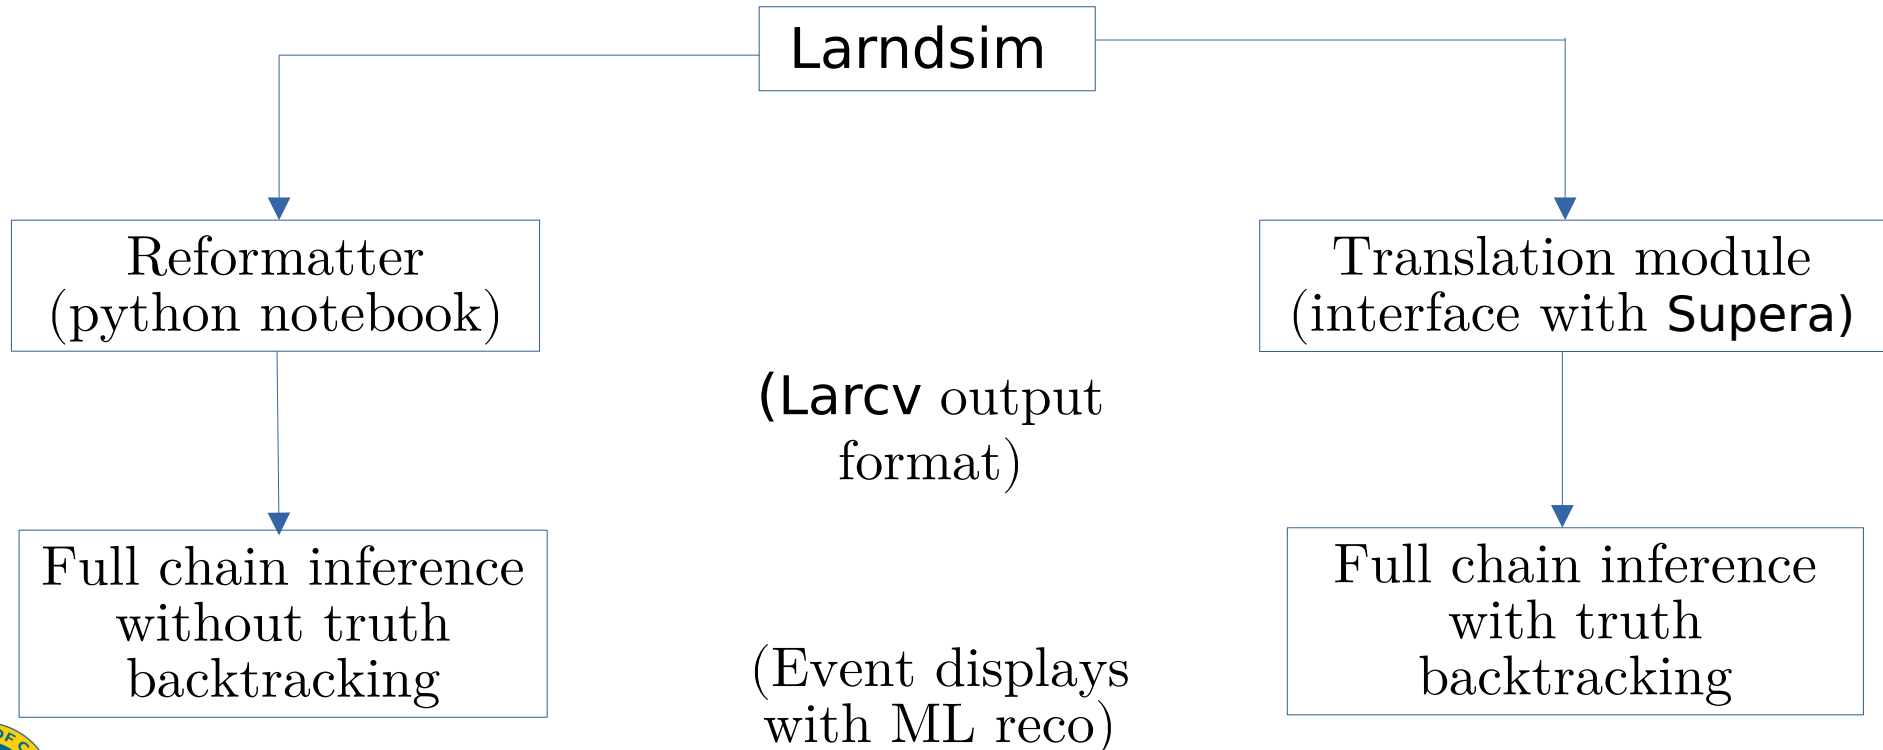 Larndsim
Reformatter
(python notebook)
Translation module
(interface with Supera)
(Larcv output
format)
Full chain inference
without truth
backtracking
Full chain inference
with truth
backtracking
(Event displays
with ML reco)
OF C